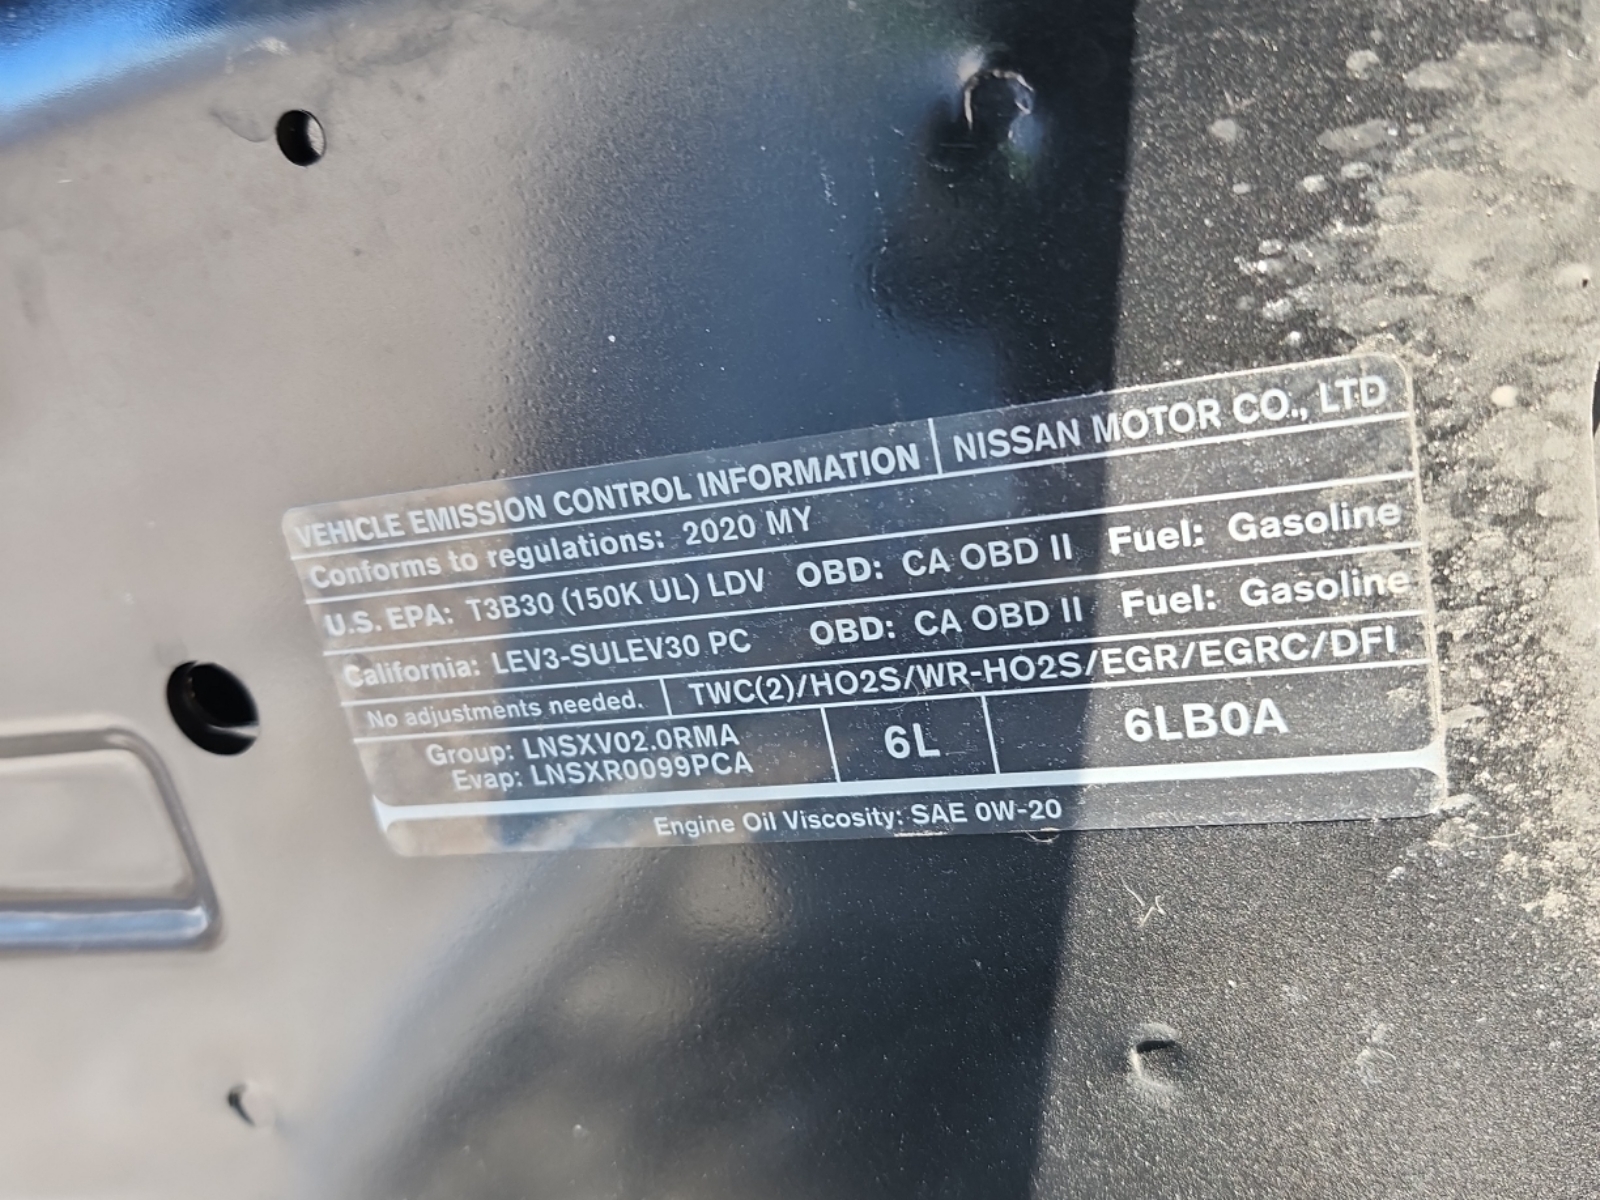 VEHICLE EMISSION CONTROL INFORMATION | NISSAN MOTOR CO., LTD
Conforms to regulations: 2020 MY
U.S. EPA: T3B30 (150K UL) LDV OBD: CA OBD II Fuel: Gasoline
California: LEV3-SULEV30 PC OBD: CA OBD II Fuel: Gasoline
No adjustments needed. TWC(2)/HO2S/WR-HO2S/EGR/EGRC/DFI
Group: LNSXV02.0RMA
Evap: LNSXR0099PCA
6L
6LB0A
Engine Oil Viscosity: SAE 0W-20